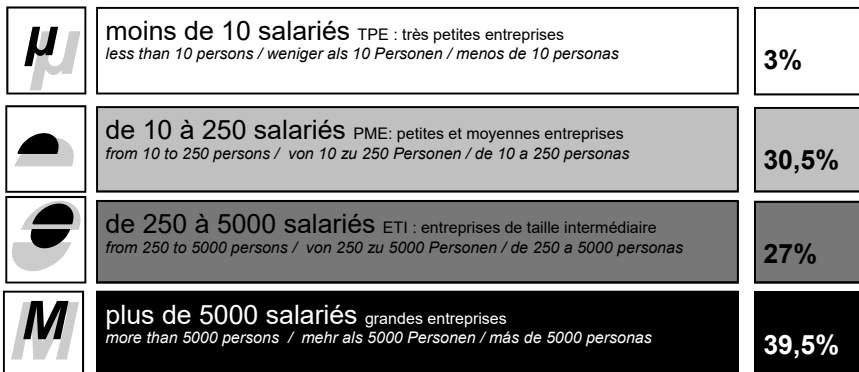 μ
moins de 10 salariés TPE : très petites entreprises
less than 10 persons / weniger als 10 Personen / menos de 10 personas
3%
de 10 à 250 salariés PME: petites et moyennes entreprises
from 10 to 250 persons / von 10 zu 250 Personen / de 10 a 250 personas
30,5%
de 250 à 5000 salariés ETI : entreprises de taille intermédiaire
from 250 to 5000 persons / von 250 zu 5000 Personen / de 250 a 5000 personas
27%
M
plus de 5000 salariés grandes entreprises
more than 5000 persons / mehr als 5000 Personen / más de 5000 personas
39,5%